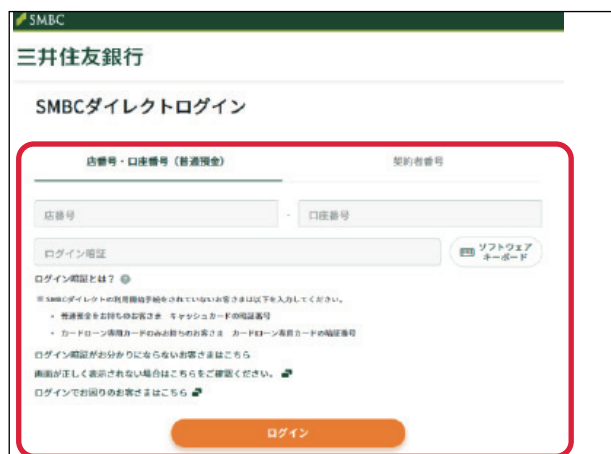 SMBC
三井住友銀行
SMBCダイレクトログイン
店番号・口座番号（普通預金） 契約者番号
店番号 - 口座番号
ログイン暗証 ソフトウェアキーボード
ログイン暗証とは？
※SMBCダイレクトの利用開始手続をされていないお客さまは以下を入力してください。
・ 普通預金をお持ちのお客さま キャッシュカードの暗証番号
・ カードローン専用カードのみお持ちのお客さま カードローン専用カードの暗証番号
ログイン暗証がお分かりにならないお客さまはこちら
画面が正しく表示されない場合はこちらをご確認ください。
ログインでお困りのお客さまはこちら
ログイン